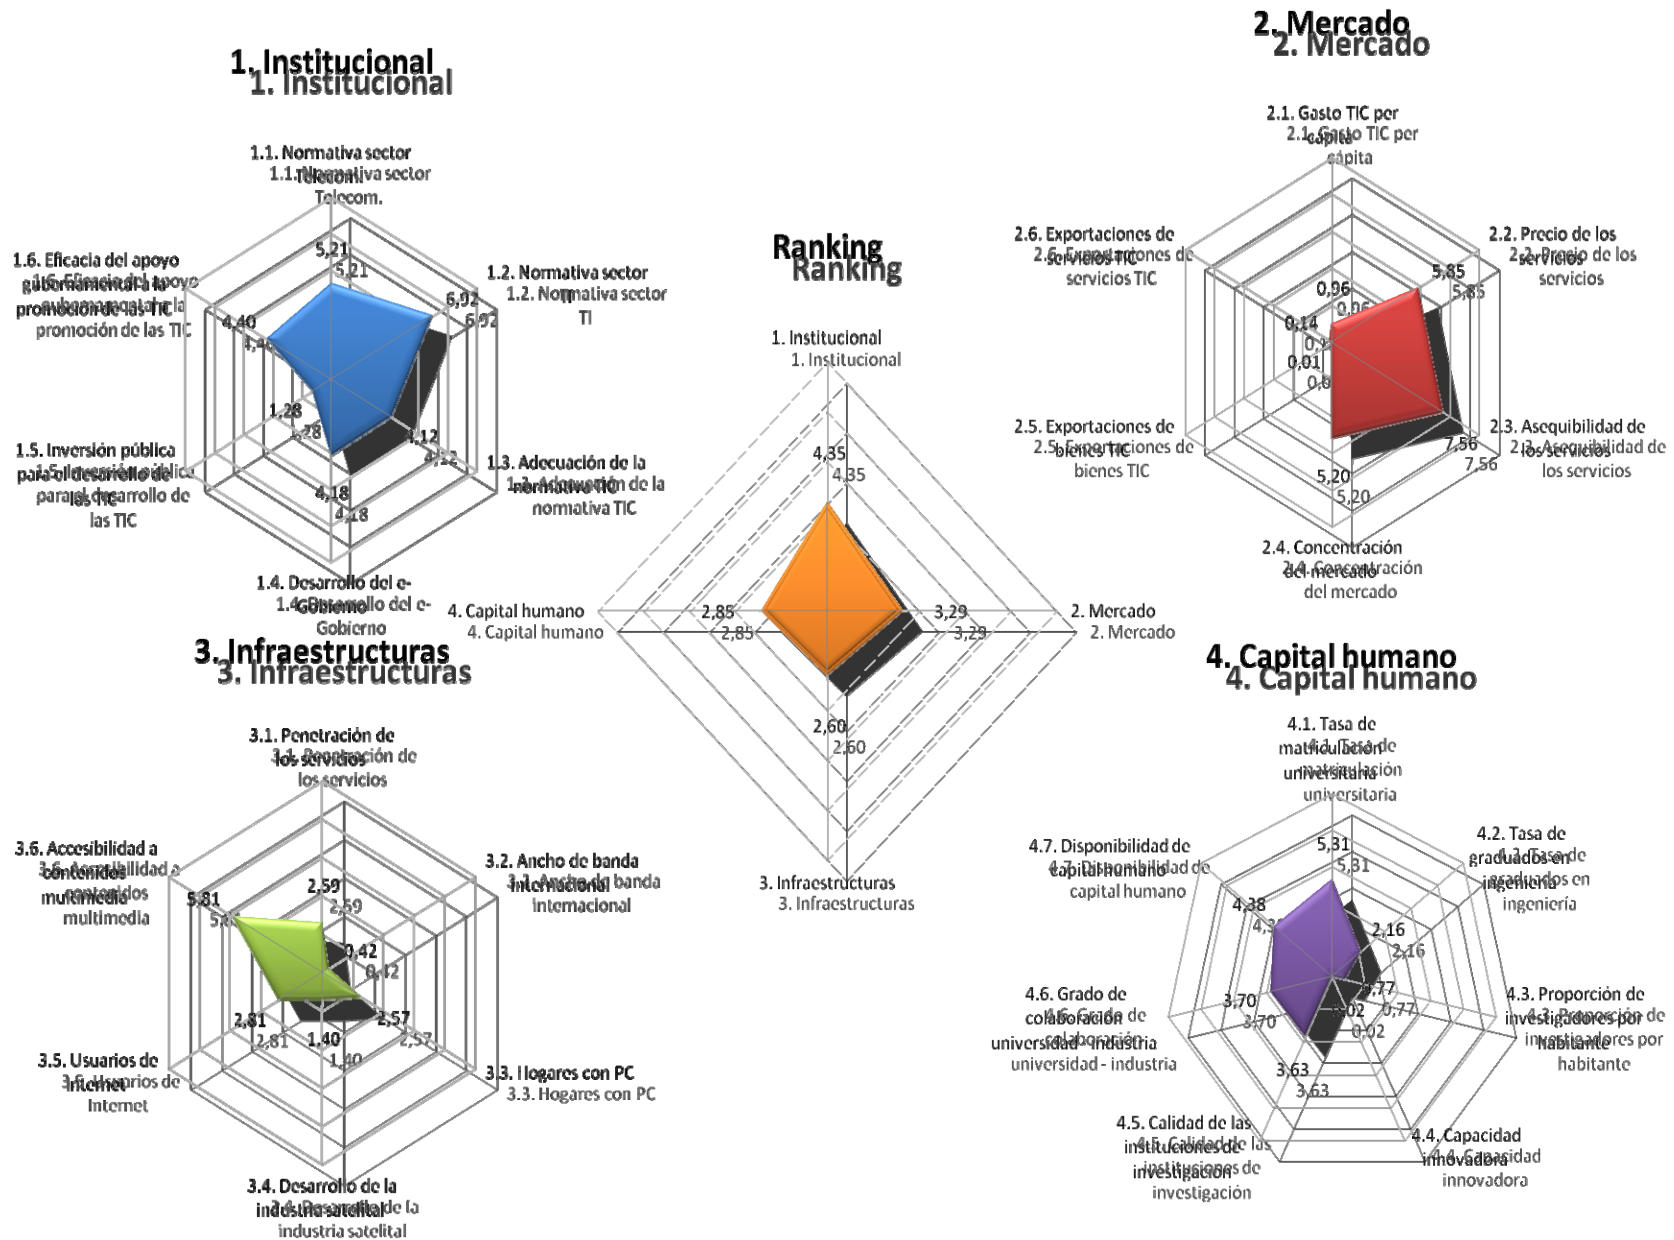 1. Institucional
1.1. Normativa sector
Telecom.
5,21
1.2. Normativa sector
TI
6,92
1.3. Adecuación de la
normativa TIC
4,12
1.4. Desarrollo del e-
Gobierno
4,18
1.5. Inversión pública
para el desarrollo de
las TIC
1,28
1.6. Eficacia del apoyo
gubernamental a la
promoción de las TIC
4,40
2. Mercado
2.1. Gasto TIC per
cápita
0,96
2.2. Precio de los
servicios
5,85
2.3. Asequibilidad de
los servicios
7,56
2.4. Concentración
del mercado
5,20
2.5. Exportaciones de
bienes TIC
0,01
2.6. Exportaciones de
servicios TIC
0,14
Ranking
1. Institucional
4,35
2. Mercado
3,29
3. Infraestructuras
2,60
4. Capital humano
2,85
3. Infraestructuras
3.1. Penetración de
los servicios
2,59
3.2. Ancho de banda
internacional
0,42
3.3. Hogares con PC
2,57
3.4. Desarrollo de la
industria satelital
1,40
3.5. Usuarios de
Internet
2,81
3.6. Accesibilidad a
contenidos
multimedia
5,81
4. Capital humano
4.1. Tasa de
matriculación
universitaria
5,31
4.2. Tasa de
graduados en
ingeniería
2,16
4.3. Proporción de
investigadores por
habitante
0,77
4.4. Capacidad
innovadora
0,02
4.5. Calidad de las
instituciones de
investigación
3,63
4.6. Grado de
colaboración
universidad - industria
3,70
4.7. Disponibilidad de
capital humano
4,38